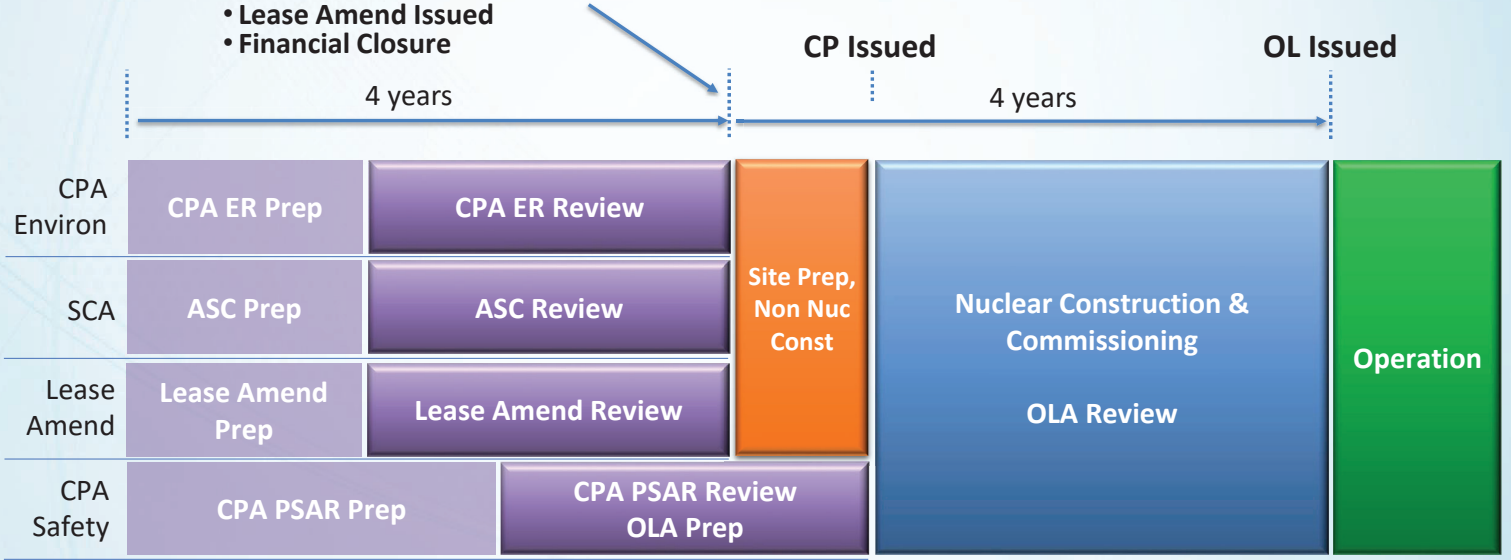 • Lease Amend Issued
• Financial Closure
CP Issued
OL Issued
4 years
4 years
CPA
Environ
CPA ER Prep
CPA ER Review
SCA
ASC Prep
ASC Review
Lease
Amend
Lease Amend
Prep
Lease Amend Review
CPA
Safety
CPA PSAR Prep
CPA PSAR Review
OLA Prep
Site Prep,
Non Nuc
Const
Nuclear Construction &
Commissioning
OLA Review
Operation